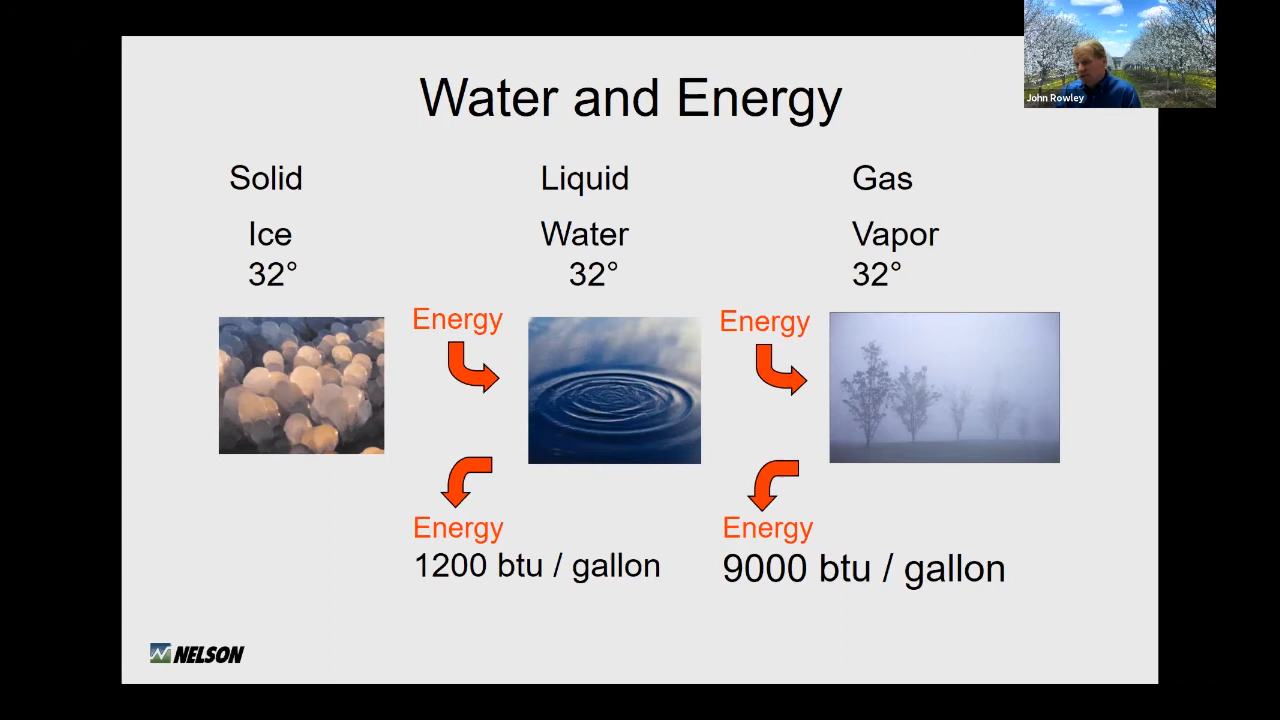 Water and Energy
John Rowley
Solid
Liquid
Gas
Ice
Water
Vapor
32°
32°
32°
Energy
Energy
Energy
Energy
1200 btu / gallon
9000 btu / gallon
NELSON